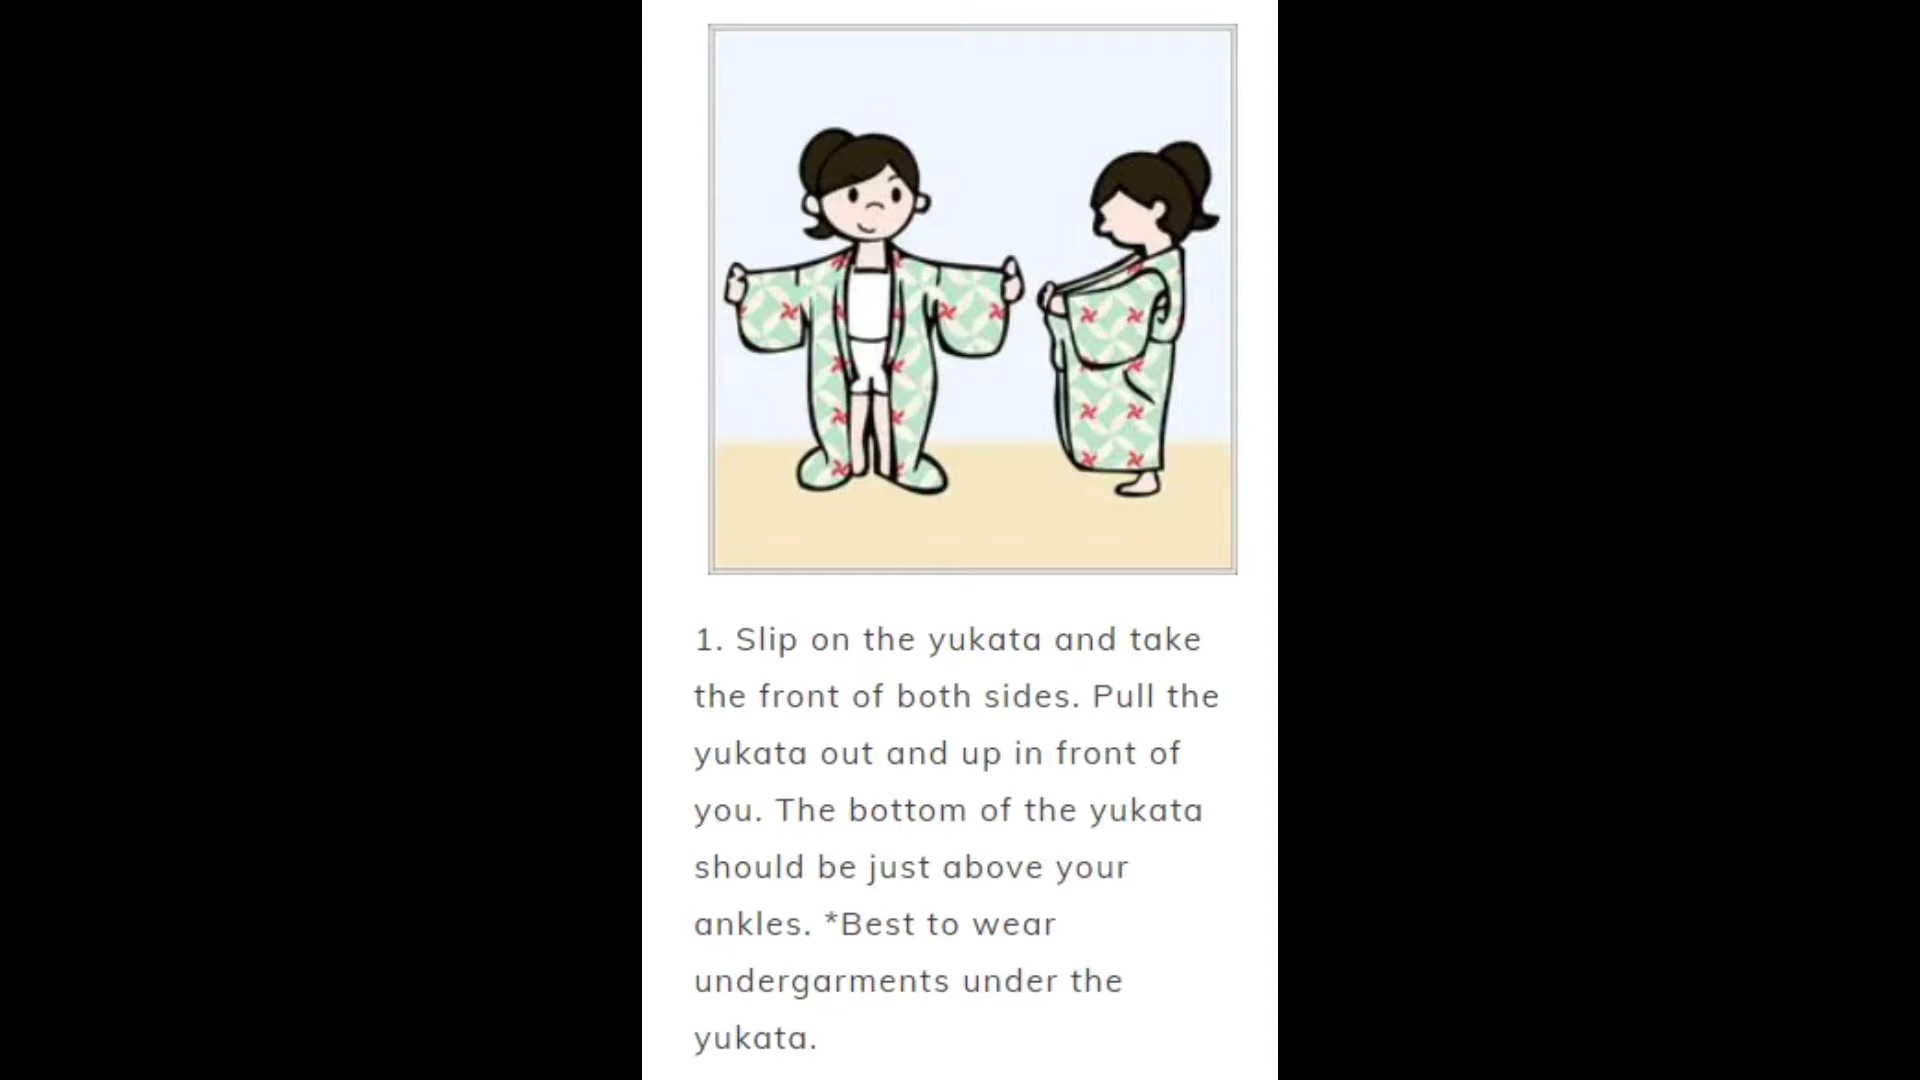 1. Slip on the yukata and take
the front of both sides. Pull the
yukata out and up in front of
you. The bottom of the yukata
should be just above your
ankles. *Best to wear
undergarments under the
yukata.